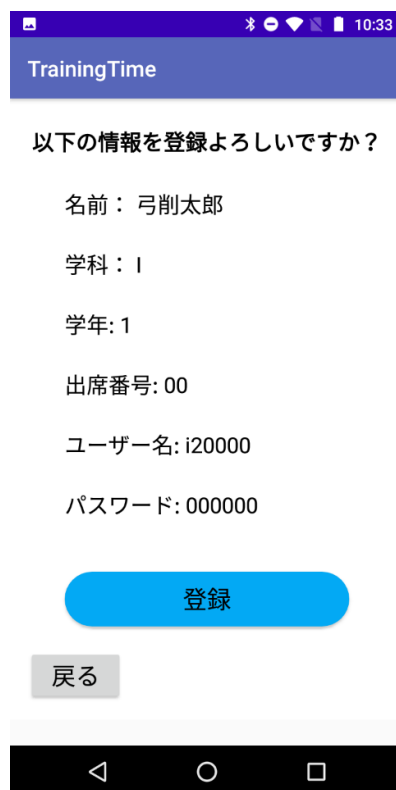 10:33
TrainingTime
以下の情報を登録よろしいですか？
名前： 弓削太郎
学科： I
学年: 1
出席番号: 00
ユーザー名: i20000
パスワード: 000000
登録
戻る